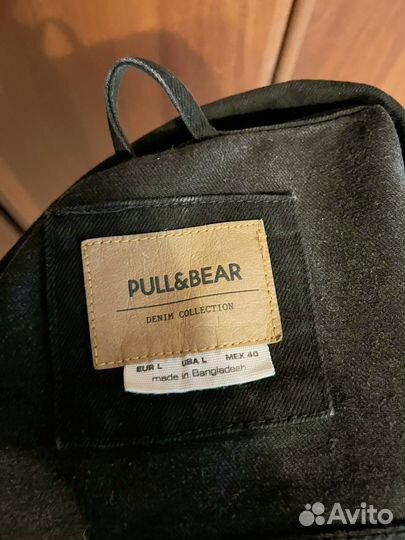 PULL&BEAR
DENIM COLLECTION
EUR L USA L MEX 40
made in Bangladesh
Avito